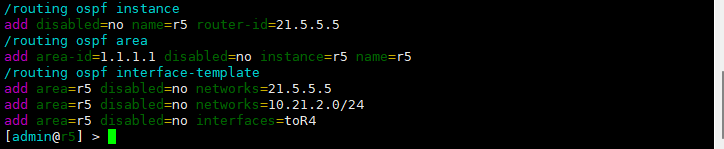 /routing ospf instance
add disabled=no name=r5 router-id=21.5.5.5
/routing ospf area
add area-id=1.1.1.1 disabled=no instance=r5 name=r5
/routing ospf interface-template
add area=r5 disabled=no networks=21.5.5.5
add area=r5 disabled=no networks=10.21.2.0/24
add area=r5 disabled=no interfaces=toR4
[admin@r5] >